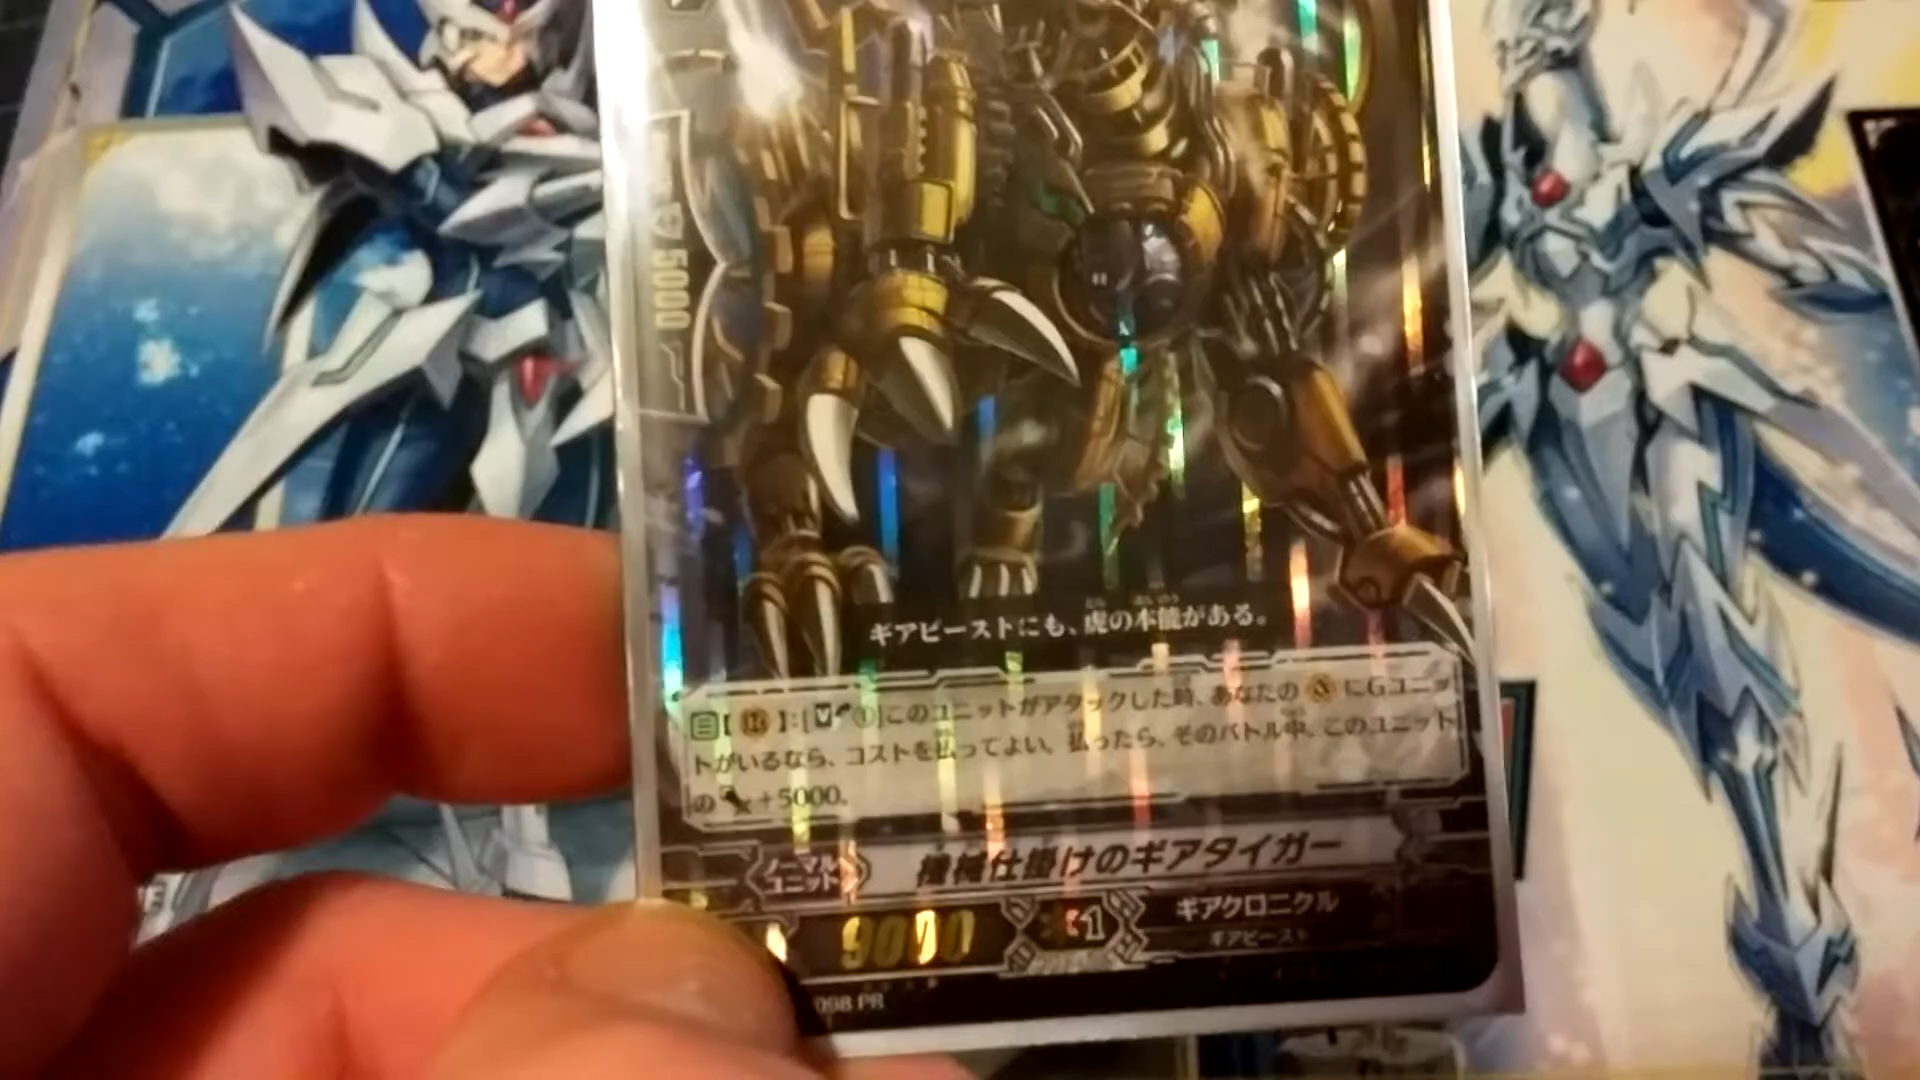 5000
ギアビーストにも、虎の本能がある。
【 R 】:[ ①]このユニットがアタックした時、あなたの V にGユニッ
トがいるなら、コストを払ってよい。払ったら、そのバトル中、このユニット
の +5000。
ノーマル
ユニット
機械仕掛けのギアタイガー
9000
1
ギアクロニクル
ギアビースト
098 PR